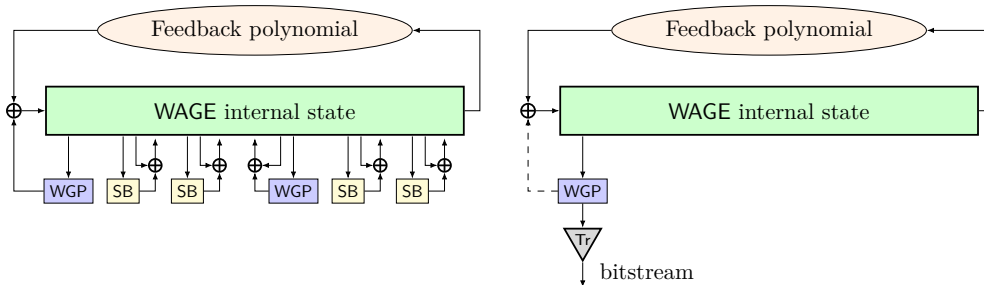 Feedback polynomial
WAGE internal state
WGP
SB
SB
WGP
SB
SB
Feedback polynomial
WAGE internal state
WGP
Tr
bitstream